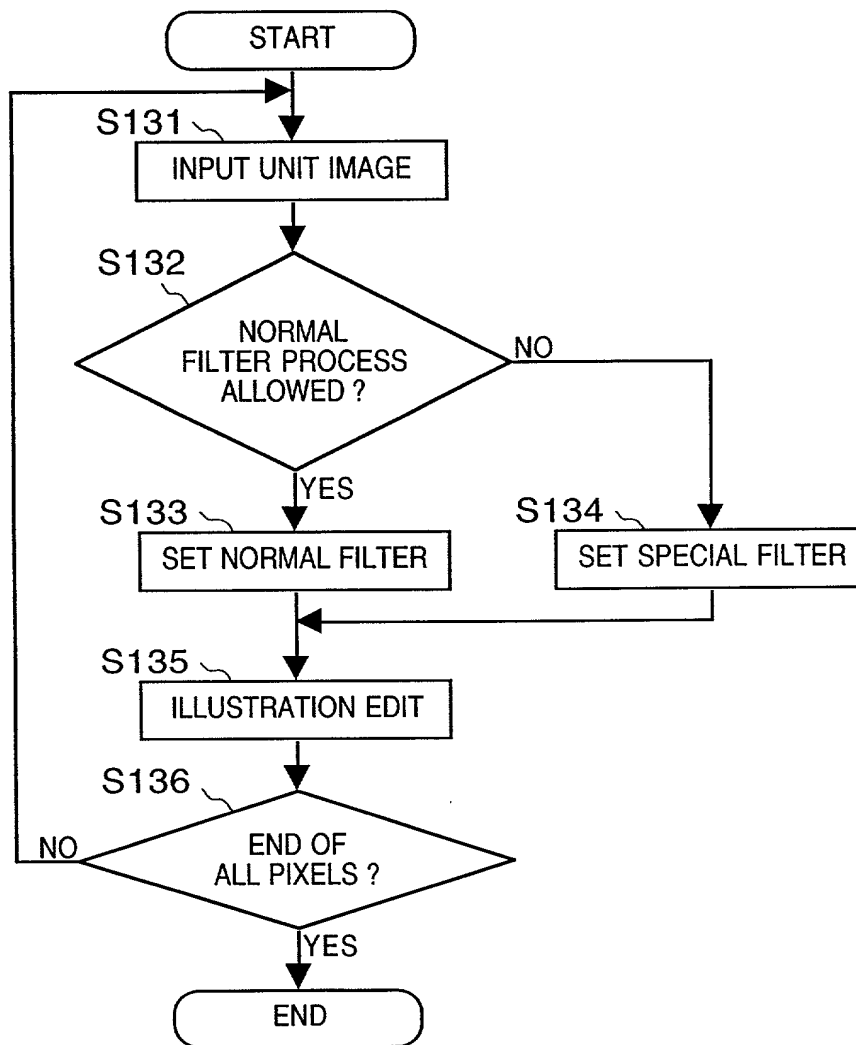 START
S131
INPUT UNIT IMAGE
S132
NORMAL
FILTER PROCESS
ALLOWED ?
NO
YES
S133
SET NORMAL FILTER
S134
SET SPECIAL FILTER
S135
ILLUSTRATION EDIT
S136
END OF
ALL PIXELS ?
NO
YES
END